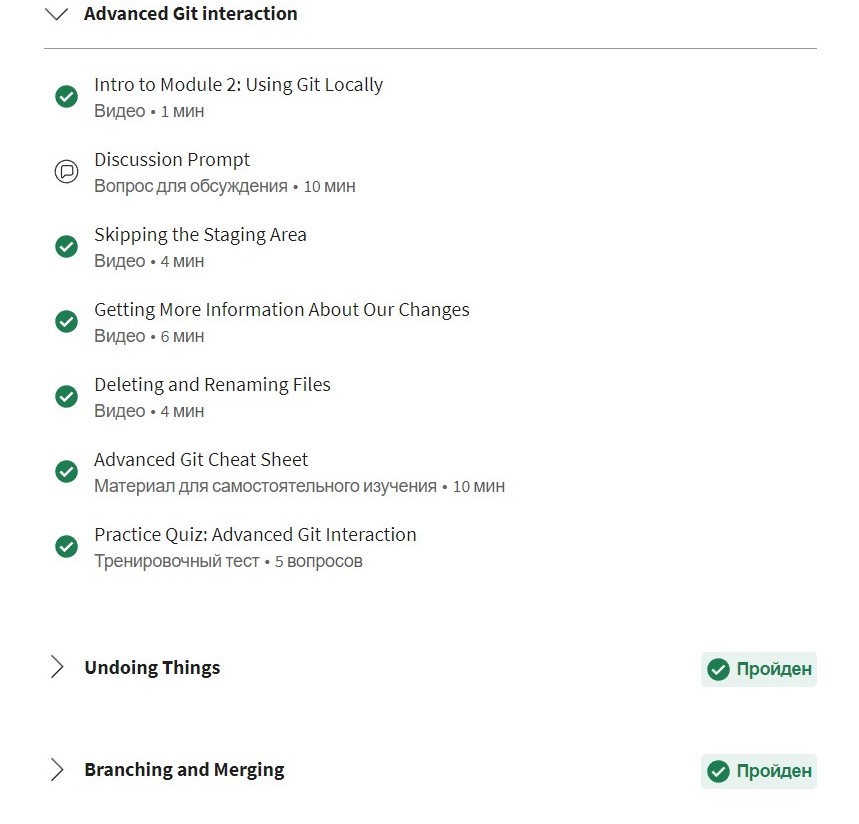 Advanced Git interaction
Intro to Module 2: Using Git Locally
Видео • 1 мин
Discussion Prompt
Вопрос для обсуждения • 10 мин
Skipping the Staging Area
Видео • 4 мин
Getting More Information About Our Changes
Видео • 6 мин
Deleting and Renaming Files
Видео • 4 мин
Advanced Git Cheat Sheet
Материал для самостоятельного изучения • 10 мин
Practice Quiz: Advanced Git Interaction
Тренировочный тест • 5 вопросов
Undoing Things Пройден
Branching and Merging Пройден